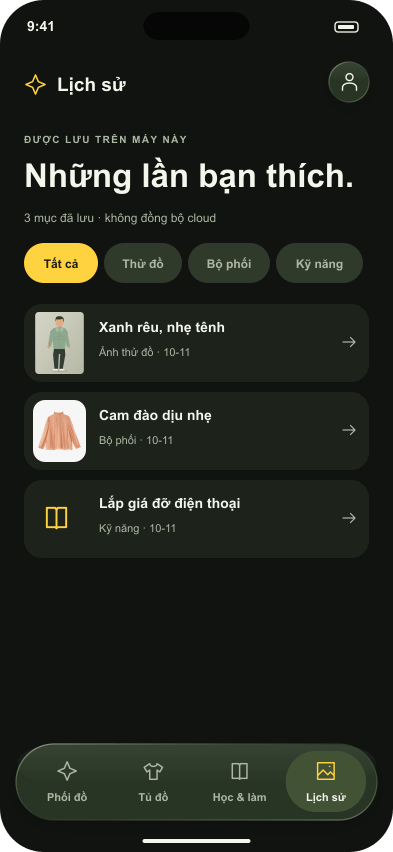 9:41
Lịch sử
ĐƯỢC LƯU TRÊN MÁY NÀY
Những lần bạn thích.
3 mục đã lưu · không đồng bộ cloud
Tất cả
Thử đồ
Bộ phối
Kỹ năng
Xanh rêu, nhẹ tênh
Ảnh thử đồ · 10-11
Cam đào dịu nhẹ
Bộ phối · 10-11
Lắp giá đỡ điện thoại
Kỹ năng · 10-11
Phối đồ
Tủ đồ
Học & làm
Lịch sử